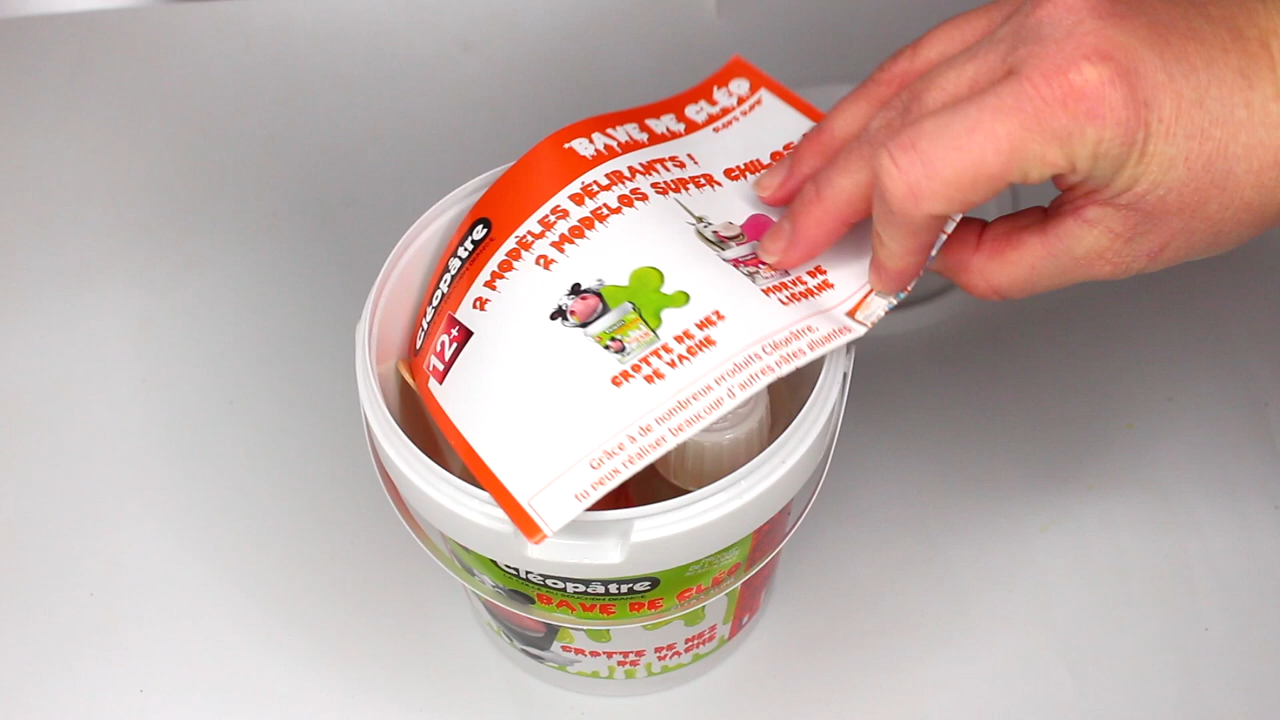 BAVE DE CLÉO
Cléopâtre
2 MODÈLES DÉLIRANTS !
2 MODELOS SUPER CHULOS
12+
CROTTE DE NEZ
DE VACHE
MORVE DE
LICORNE
Grâce à de nombreux produits Cléopâtre,
tu peux réaliser beaucoup d'autres pâtes gluantes
Cléopâtre
BAVE DE CLÉO
CROTTE DE NEZ
DE VACHE